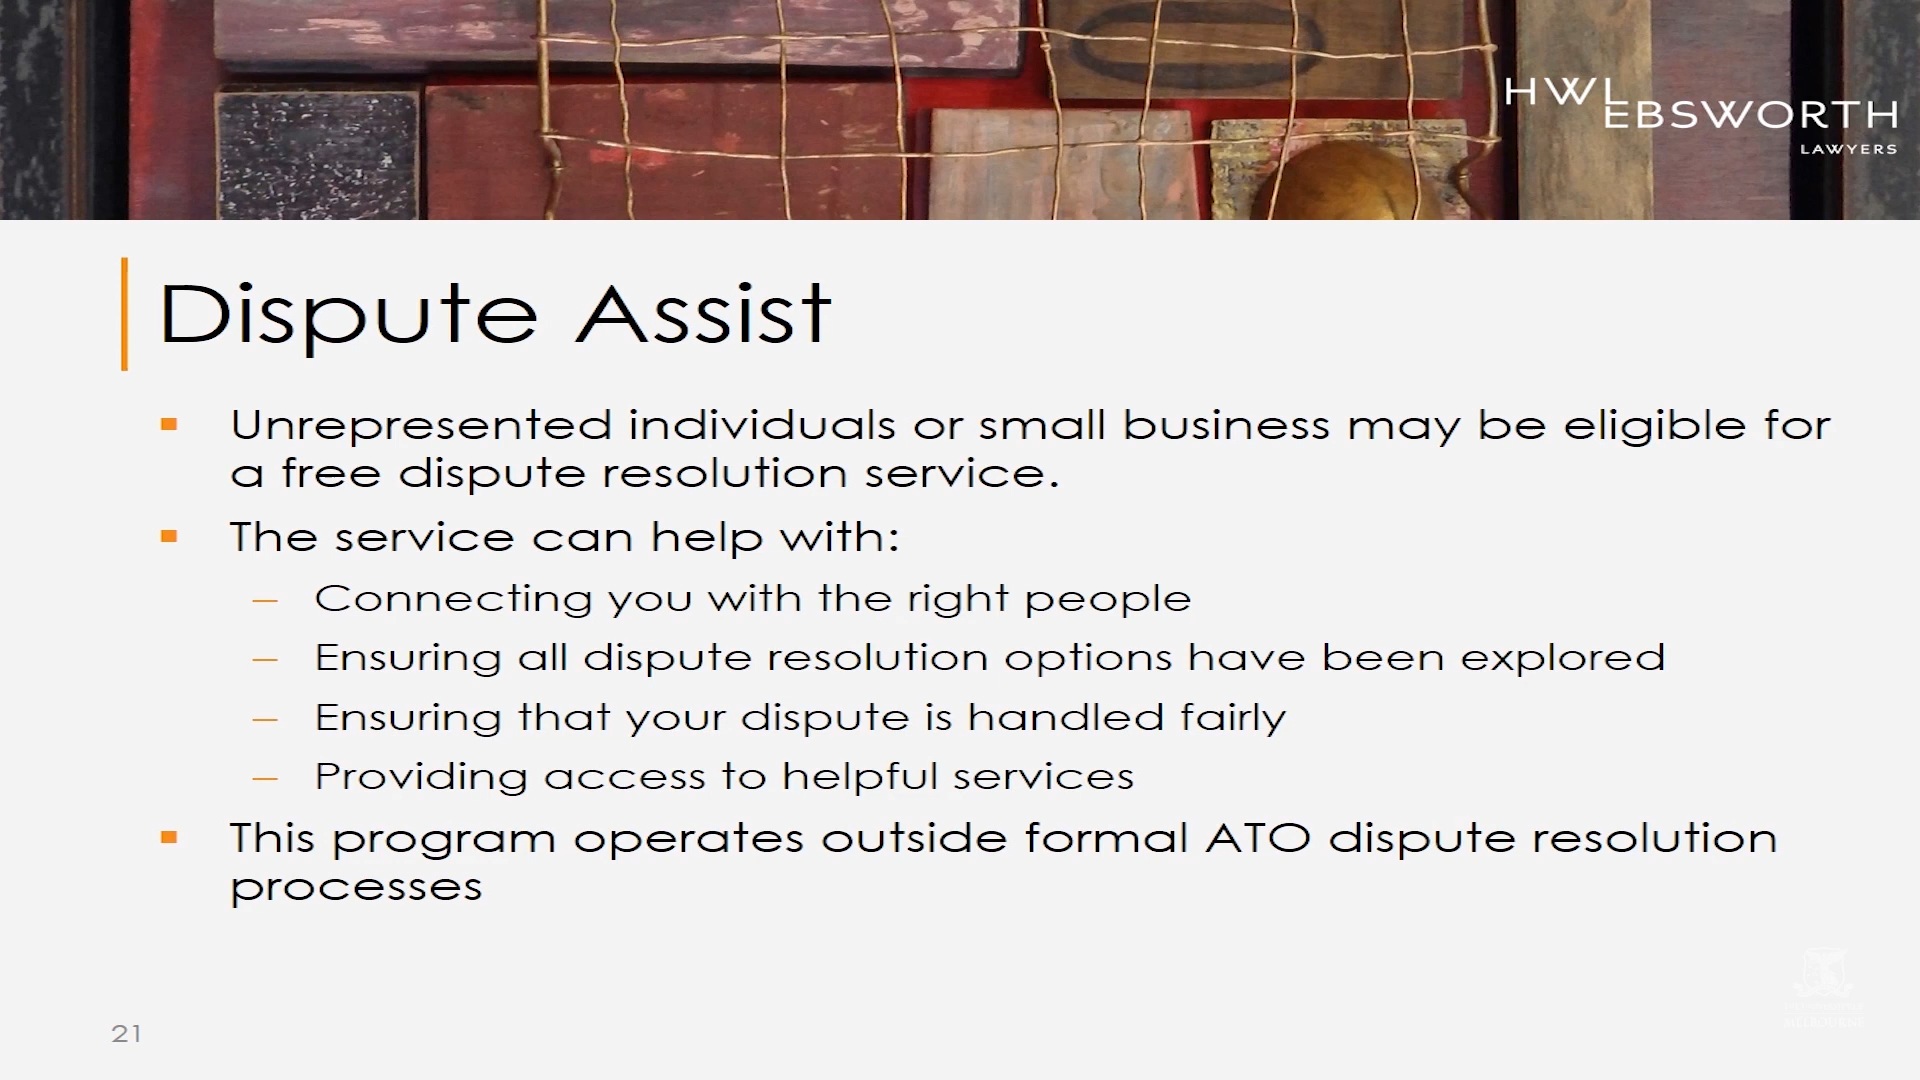 HWL
EBSWORTH
LAWYERS
Dispute Assist
Unrepresented individuals or small business may be eligible for
a free dispute resolution service.
The service can help with:
– Connecting you with the right people
– Ensuring all dispute resolution options have been explored
– Ensuring that your dispute is handled fairly
– Providing access to helpful services
This program operates outside formal ATO dispute resolution
processes
21
MELBOURNE